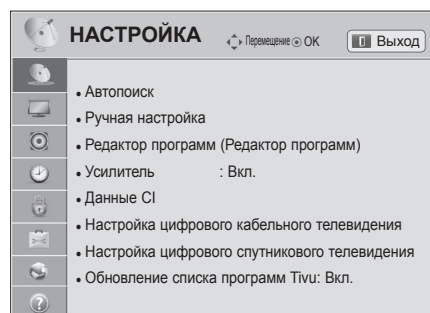 НАСТРОЙКА Перемещение OK Выход
• Автопоиск
• Ручная настройка
• Редактор программ (Редактор программ)
• Усилитель : Вкл.
• Данные CI
• Настройка цифрового кабельного телевидения
• Настройка цифрового спутникового телевидения
• Обновление списка программ Tivu: Вкл.